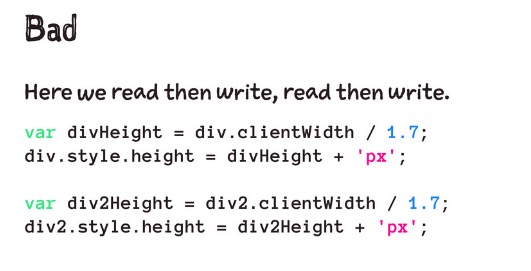 Bad
Here we read then write, read then write.
var divHeight = div.clientWidth / 1.7;
div.style.height = divHeight + 'px';
var div2Height = div2.clientWidth / 1.7;
div2.style.height = div2Height + 'px';